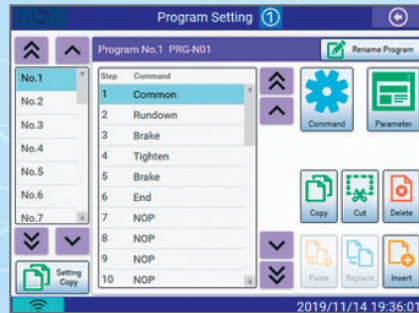 Program Setting 1
Program No.1 PRG-N01
Rename Program
No.1
No.2
No.3
No.4
No.5
No.6
No.7
Setting Copy
Step Command
1 Common
2 Rundown
3 Brake
4 Tighten
5 Brake
6 End
7 NOP
8 NOP
9 NOP
10 NOP
Command
Parameter
Copy
Cut
Delete
Paste
Replace
Insert
2019/11/14 19:36:01